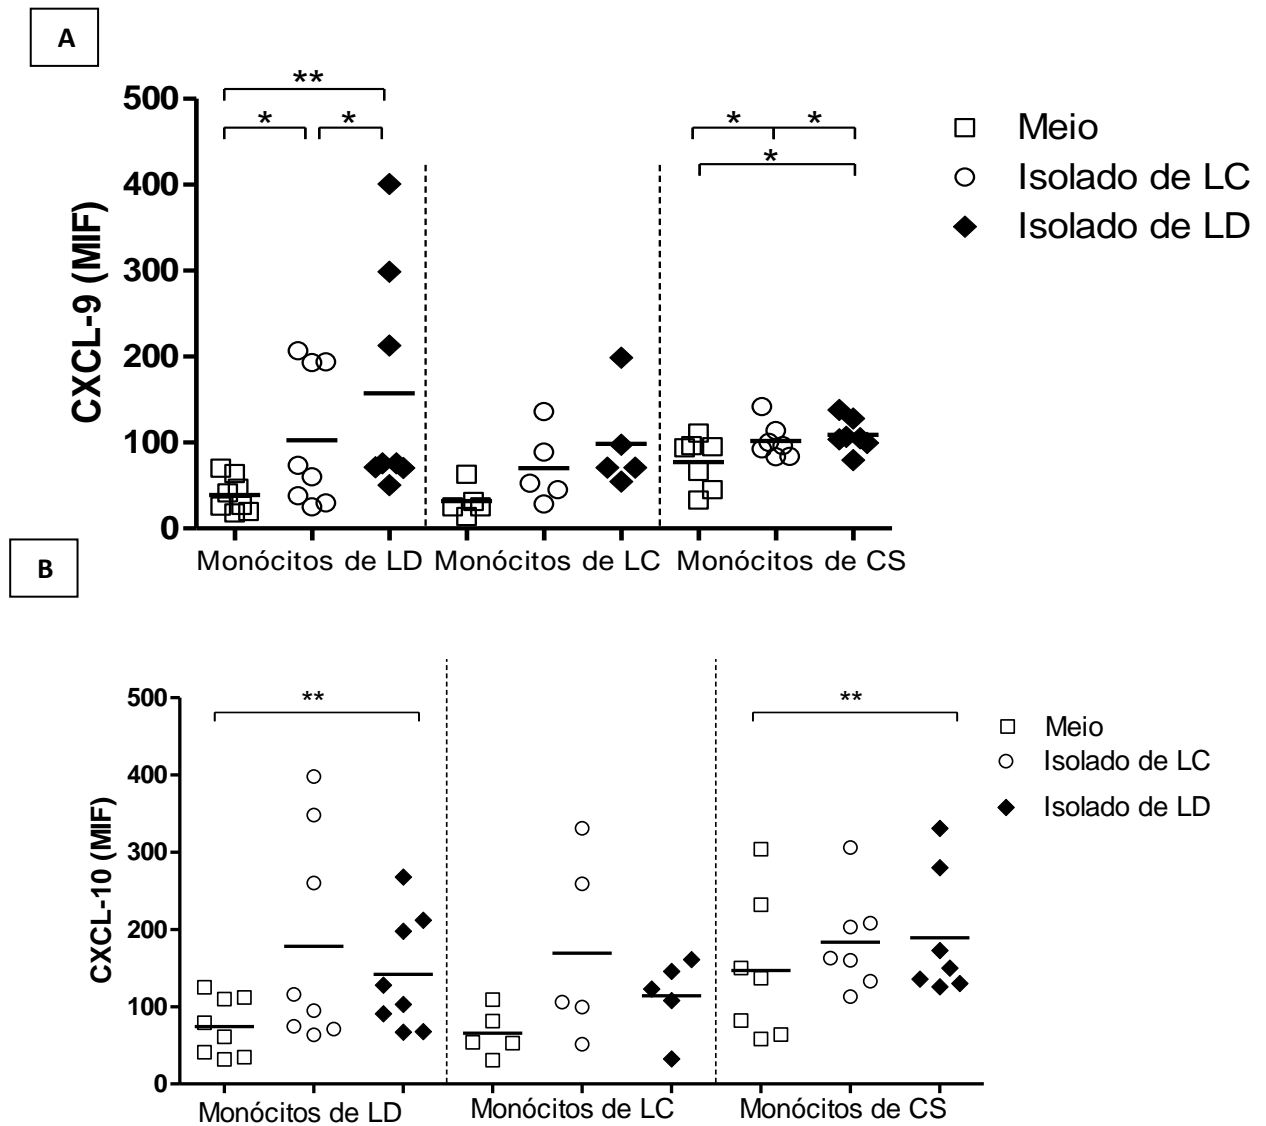 A
**
* *
* *
*
500
400
300
200
100
0
CXCL-9 (MIF)
Meio
Isolado de LC
Isolado de LD
Monócitos de LD Monócitos de LC Monócitos de CS
B
**
**
500
400
300
200
100
0
CXCL-10 (MIF)
Meio
Isolado de LC
Isolado de LD
Monócitos de LD Monócitos de LC Monócitos de CS